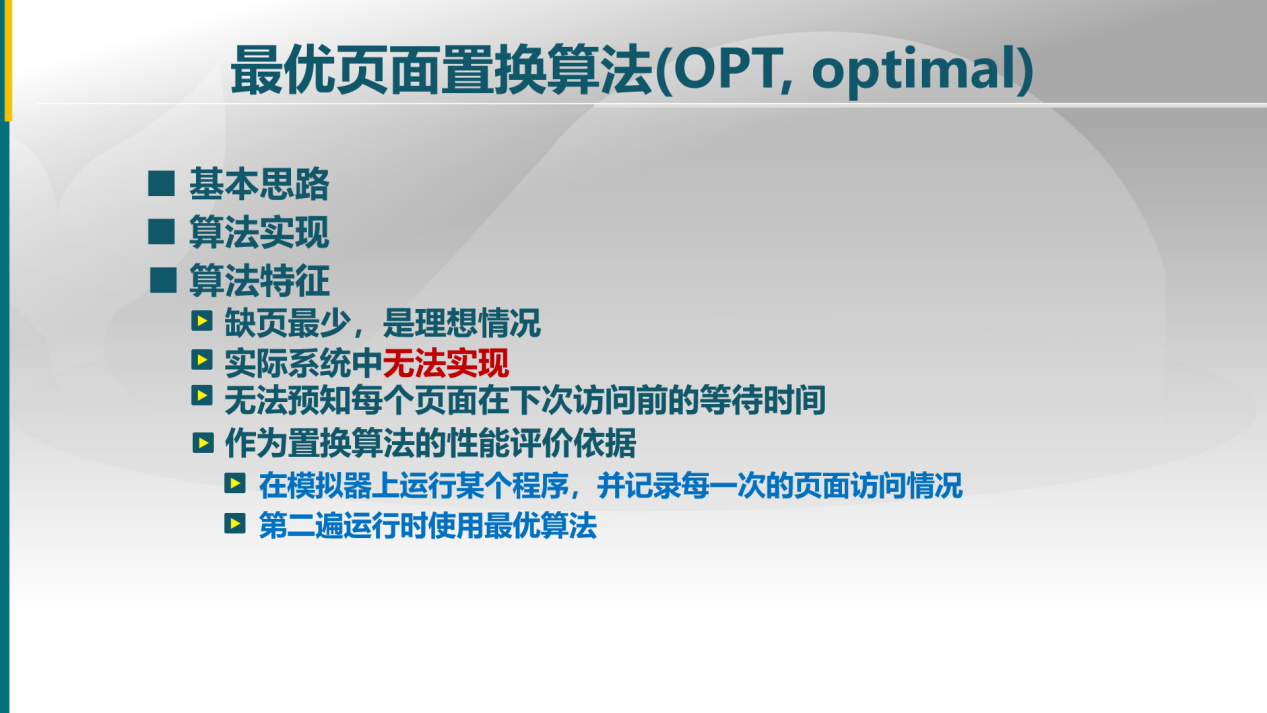 最优页面置换算法(OPT, optimal)
基本思路
算法实现
算法特征
缺页最少，是理想情况
实际系统中无法实现
无法预知每个页面在下次访问前的等待时间
作为置换算法的性能评价依据
在模拟器上运行某个程序，并记录每一次的页面访问情况
第二遍运行时使用最优算法